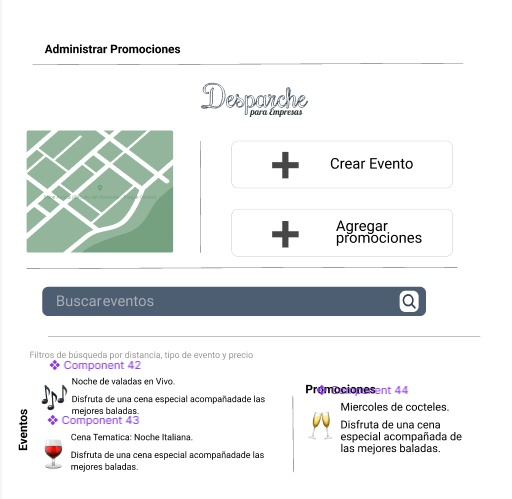 Administrar Promociones
Desparche
para Empresas
Crear Evento
Agregar
promociones
Buscareventos
Filtros de búsqueda por distancia, tipo de evento y precio
Component 42
Noche de valadas en Vivo.
Disfruta de una cena especial acompañadade las
mejores baladas.
Component 43
Cena Tematica: Noche Italiana.
Disfruta de una cena especial acompañadade las
mejores baladas.
Eventos
Promociones
Component 44
Miercoles de cocteles.
Disfruta de una cena
especial acompañada de
las mejores baladas.